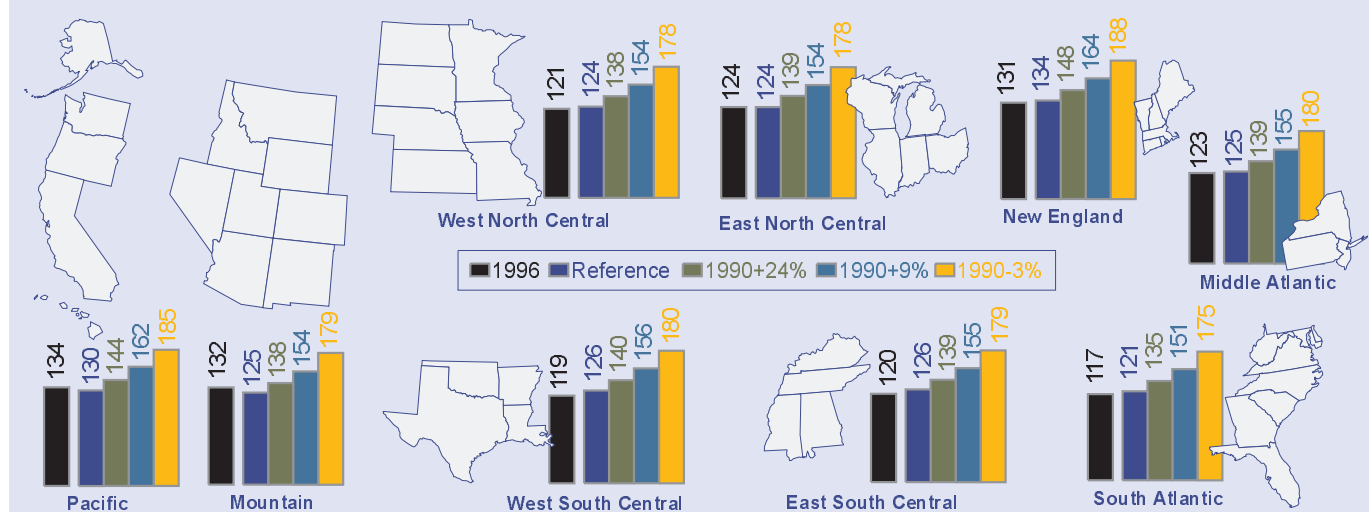 121 124 138 154 178
West North Central
124 124 139 154 178
East North Central
131 134 148 164 188
New England
123 125 139 155 180
Middle Atlantic
1996 Reference 1990+24% 1990+9% 1990-3%
134 130 144 162 185
Pacific
132 125 138 154 179
Mountain
119 126 140 156 180
West South Central
120 126 139 155 179
East South Central
117 121 135 151 175
South Atlantic